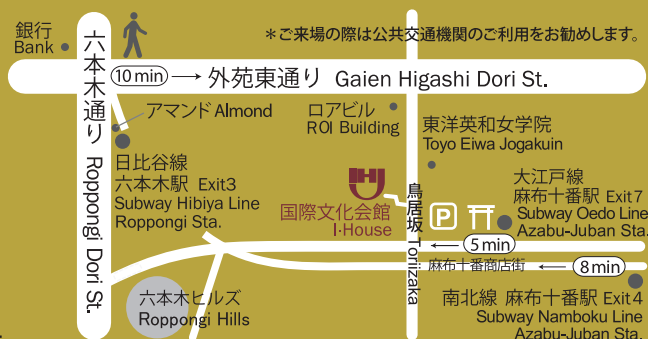 銀行
Bank
＊ご来場の際は公共交通機関のご利用をお勧めします。
六本木通り Roppongi Dori St.
10 min
外苑東通り Gaien Higashi Dori St.
アマンド Almond
ロアビル
ROI Building
東洋英和女学院
Toyo Eiwa Jogakuin
日比谷線
六本木駅 Exit3
Subway Hibiya Line
Roppongi Sta.
国際文化会館
I·House
鳥居坂 Toriizaka
P
大江戸線
麻布十番駅 Exit7
Subway Oedo Line
Azabu-Juban Sta.
5 min
麻布十番商店街
8 min
六本木ヒルズ
Roppongi Hills
南北線 麻布十番駅 Exit4
Subway Namboku Line
Azabu-Juban Sta.